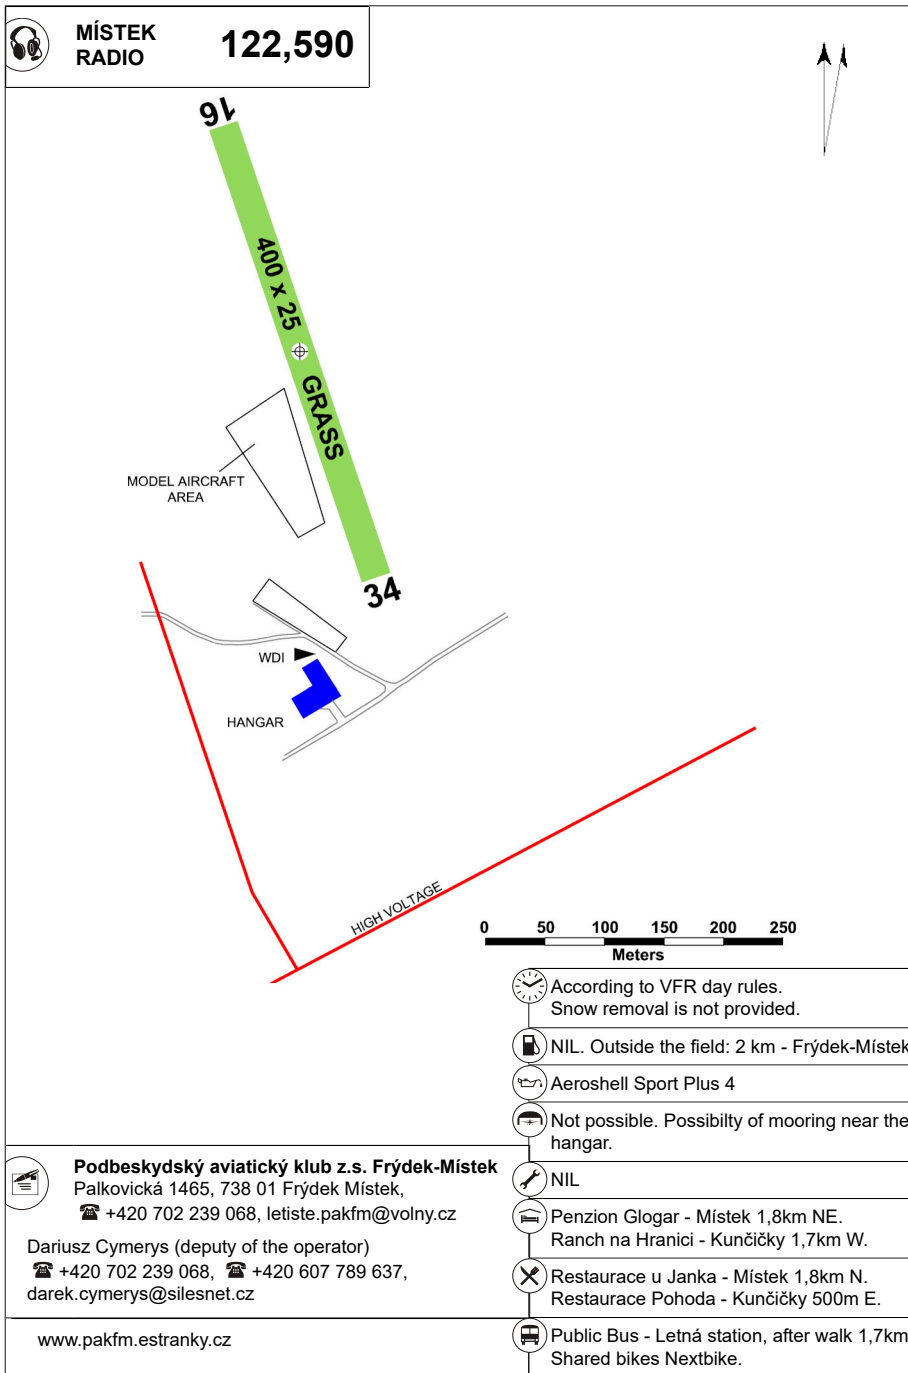 MÍSTEK
RADIO
122,590
16
400 x 25
GRASS
MODEL AIRCRAFT
AREA
34
WDI
HANGAR
HIGH VOLTAGE
0 50 100 150 200 250
Meters
According to VFR day rules.
Snow removal is not provided.
NIL. Outside the field: 2 km - Frýdek-Místek
Aeroshell Sport Plus 4
Not possible. Possibilty of mooring near the
hangar.
NIL
Penzion Glogar - Místek 1,8km NE.
Ranch na Hranici - Kunčičky 1,7km W.
Restaurace u Janka - Místek 1,8km N.
Restaurace Pohoda - Kunčičky 500m E.
Public Bus - Letná station, after walk 1,7km
Shared bikes Nextbike.
Podbeskydský aviatický klub z.s. Frýdek-Místek
Palkovická 1465, 738 01 Frýdek Místek,
☎ +420 702 239 068, letiste.pakfm@volny.cz
Dariusz Cymerys (deputy of the operator)
☎ +420 702 239 068, ☎ +420 607 789 637,
darek.cymerys@silesnet.cz
www.pakfm.estranky.cz